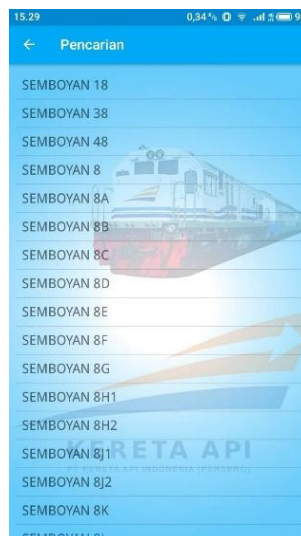 15.29 0,34 ᴷ/s 9
Pencarian
SEMBOYAN 18
SEMBOYAN 38
SEMBOYAN 48
SEMBOYAN 8
SEMBOYAN 8A
SEMBOYAN 8B
SEMBOYAN 8C
SEMBOYAN 8D
SEMBOYAN 8E
SEMBOYAN 8F
SEMBOYAN 8G
SEMBOYAN 8H1
SEMBOYAN 8H2
KERETA API
SEMBOYAN 8J1
PT KERETA API INDONESIA (PERSERO)
SEMBOYAN 8J2
SEMBOYAN 8K